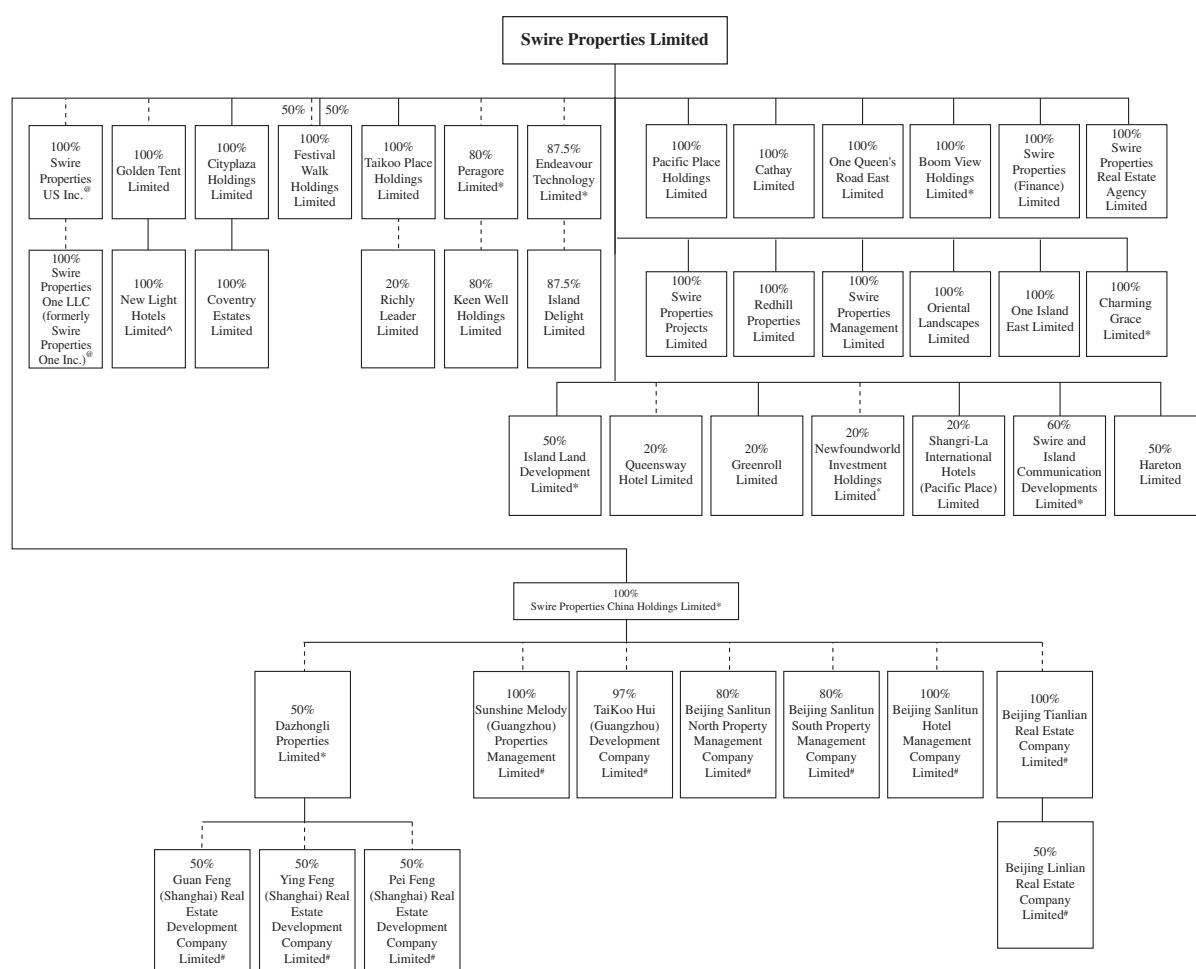 Swire Properties Limited
50%
50%
100%
Swire
Properties
US Inc.@
100%
Golden Tent
Limited
100%
Cityplaza
Holdings
Limited
100%
Festival
Walk
Holdings
Limited
100%
Taikoo Place
Holdings
Limited
80%
Peragore
Limited*
87.5%
Endeavour
Technology
Limited*
100%
Pacific Place
Holdings
Limited
100%
Cathay
Limited
100%
One Queen's
Road East
Limited
100%
Boom View
Holdings
Limited*
100%
Swire
Properties
(Finance)
Limited
100%
Swire
Properties
Real Estate
Agency
Limited
100%
Swire
Properties
One LLC
(formerly
Swire
Properties
One Inc.)@
100%
New Light
Hotels
Limited^
100%
Coventry
Estates
Limited
20%
Richly
Leader
Limited
80%
Keen Well
Holdings
Limited
87.5%
Island
Delight
Limited
100%
Swire
Properties
Projects
Limited
100%
Redhill
Properties
Limited
100%
Swire
Properties
Management
Limited
100%
Oriental
Landscapes
Limited
100%
One Island
East Limited
100%
Charming
Grace
Limited*
50%
Island Land
Development
Limited*
20%
Queensway
Hotel Limited
20%
Greenroll
Limited
20%
Newfoundworld
Investment
Holdings
Limited*
20%
Shangri-La
International
Hotels
(Pacific Place)
Limited
60%
Swire and
Island
Communication
Developments
Limited*
50%
Hareton
Limited
100%
Swire Properties China Holdings Limited*
50%
Dazhongli
Properties
Limited*
100%
Sunshine Melody
(Guangzhou)
Properties
Management
Limited#
97%
TaiKoo Hui
(Guangzhou)
Development
Company
Limited#
80%
Beijing Sanlitun
North Property
Management
Company
Limited#
80%
Beijing Sanlitun
South Property
Management
Company
Limited#
100%
Beijing Sanlitun
Hotel
Management
Company
Limited#
100%
Beijing Tianlian
Real Estate
Company
Limited#
50%
Guan Feng
(Shanghai) Real
Estate
Development
Company
Limited#
50%
Ying Feng
(Shanghai) Real
Estate
Development
Company
Limited#
50%
Pei Feng
(Shanghai) Real
Estate
Development
Company
Limited#
50%
Beijing Linlian
Real Estate
Company
Limited#